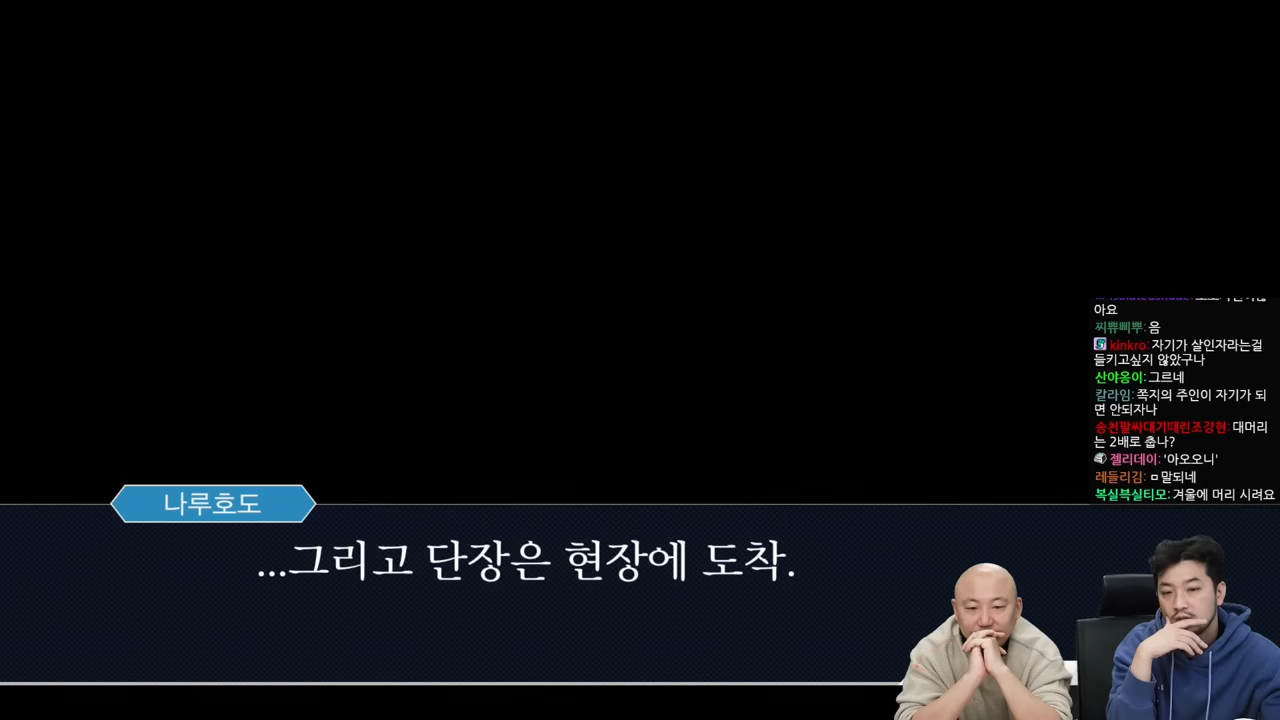 아요
찌쀼삐뿌: 음
kinkro: 자기가 살인자라는걸
들키고싶지 않았구나
산야옹이: 그르네
칼라임: 쪽지의 주인이 자기가 되
면 안되자나
송천팔싸대기때린조강현: 대머리
는 2배로 춥나?
젤리데이: '아오오니'
레들리김: ㅁ말되네
복실븍실티모: 겨울에 머리 시려요
나루호도
...그리고 단장은 현장에 도착.